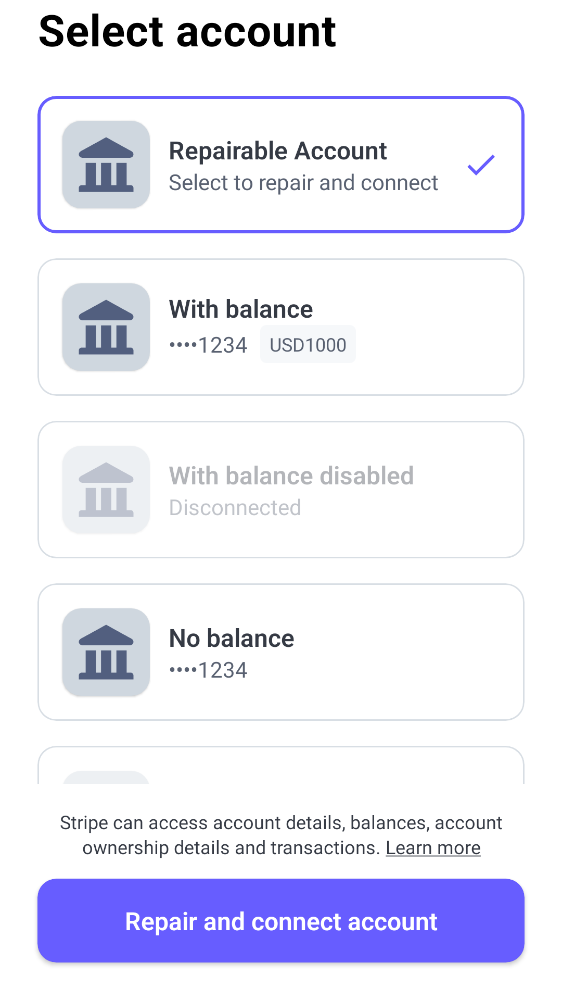 Select account
Repairable Account
Select to repair and connect
With balance
••••1234 USD1000
With balance disabled
Disconnected
No balance
••••1234
Stripe can access account details, balances, account
ownership details and transactions. Learn more
Repair and connect account